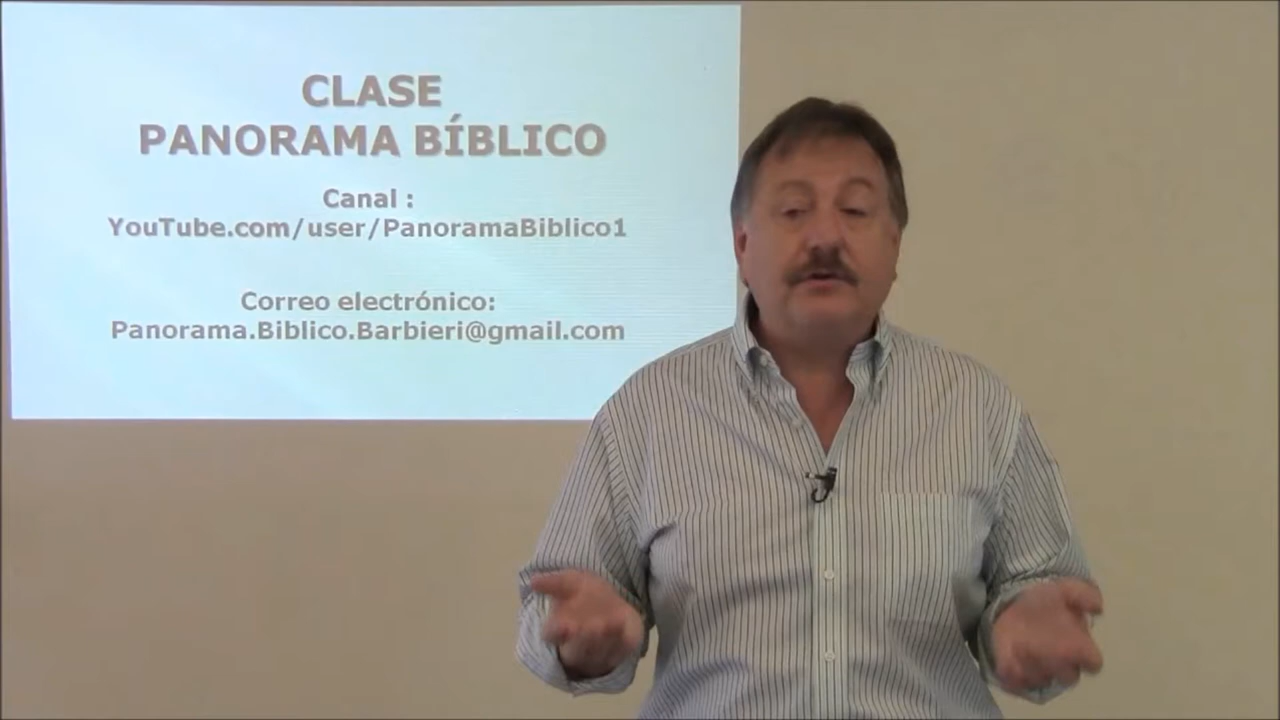 CLASE
PANORAMA BÍBLICO
Canal :
YouTube.com/user/PanoramaBiblico1
Correo electrónico:
Panorama.Biblico.Barbieri@gmail.com